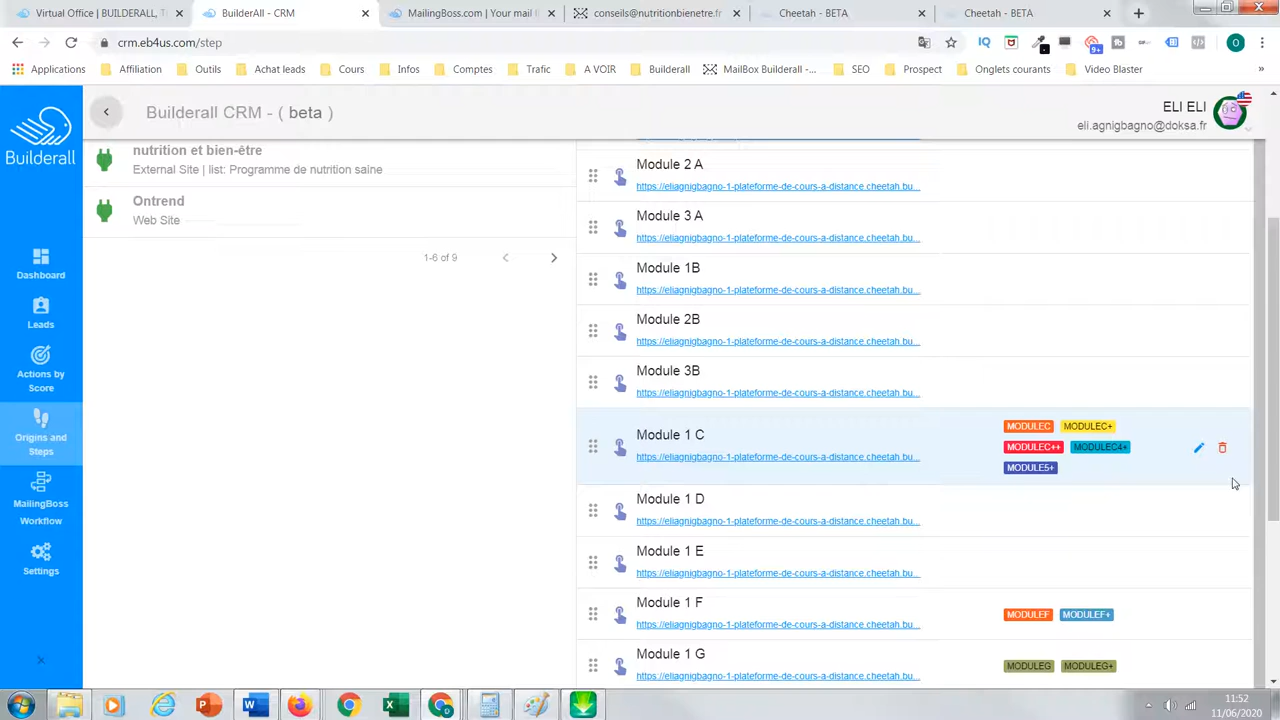 Virtual Office | BUILDERALL, T
BuilderAll - CRM
MailingBoss.com | Your mail
conseils@nutritionbienetre.fr
Cheetah - BETA
Cheetah - BETA
crm.eb4us.com/step
Applications
Affiliation
Outils
Achat leads
Cours
Infos
Comptes
Trafic
A VOIR
Builderall
MailBox Builderall -...
SEO
Prospect
Onglets courants
Video Blaster
Builderall CRM - ( beta )
ELI ELI
eli.agnigbagno@doksa.fr
Builderall
Dashboard
Leads
Actions by
Score
Origins and
Steps
MailingBoss
Workflow
Settings
nutrition et bien-être
External Site | list: Programme de nutrition saine
Ontrend
Web Site
1-6 of 9
Module 2 A
https://eliagnigbagno-1-plateforme-de-cours-a-distance.cheetah.bu...
Module 3 A
https://eliagnigbagno-1-plateforme-de-cours-a-distance.cheetah.bu...
Module 1B
https://eliagnigbagno-1-plateforme-de-cours-a-distance.cheetah.bu...
Module 2B
https://eliagnigbagno-1-plateforme-de-cours-a-distance.cheetah.bu...
Module 3B
https://eliagnigbagno-1-plateforme-de-cours-a-distance.cheetah.bu...
Module 1 C
https://eliagnigbagno-1-plateforme-de-cours-a-distance.cheetah.bu...
MODULEC MODULEC+
MODULEC++ MODULEC4+
MODULE5+
Module 1 D
https://eliagnigbagno-1-plateforme-de-cours-a-distance.cheetah.bu...
Module 1 E
https://eliagnigbagno-1-plateforme-de-cours-a-distance.cheetah.bu...
Module 1 F
https://eliagnigbagno-1-plateforme-de-cours-a-distance.cheetah.bu...
MODULEF MODULEF+
Module 1 G
https://eliagnigbagno-1-plateforme-de-cours-a-distance.cheetah.bu...
MODULEG MODULEG+
11:52
11/06/2020